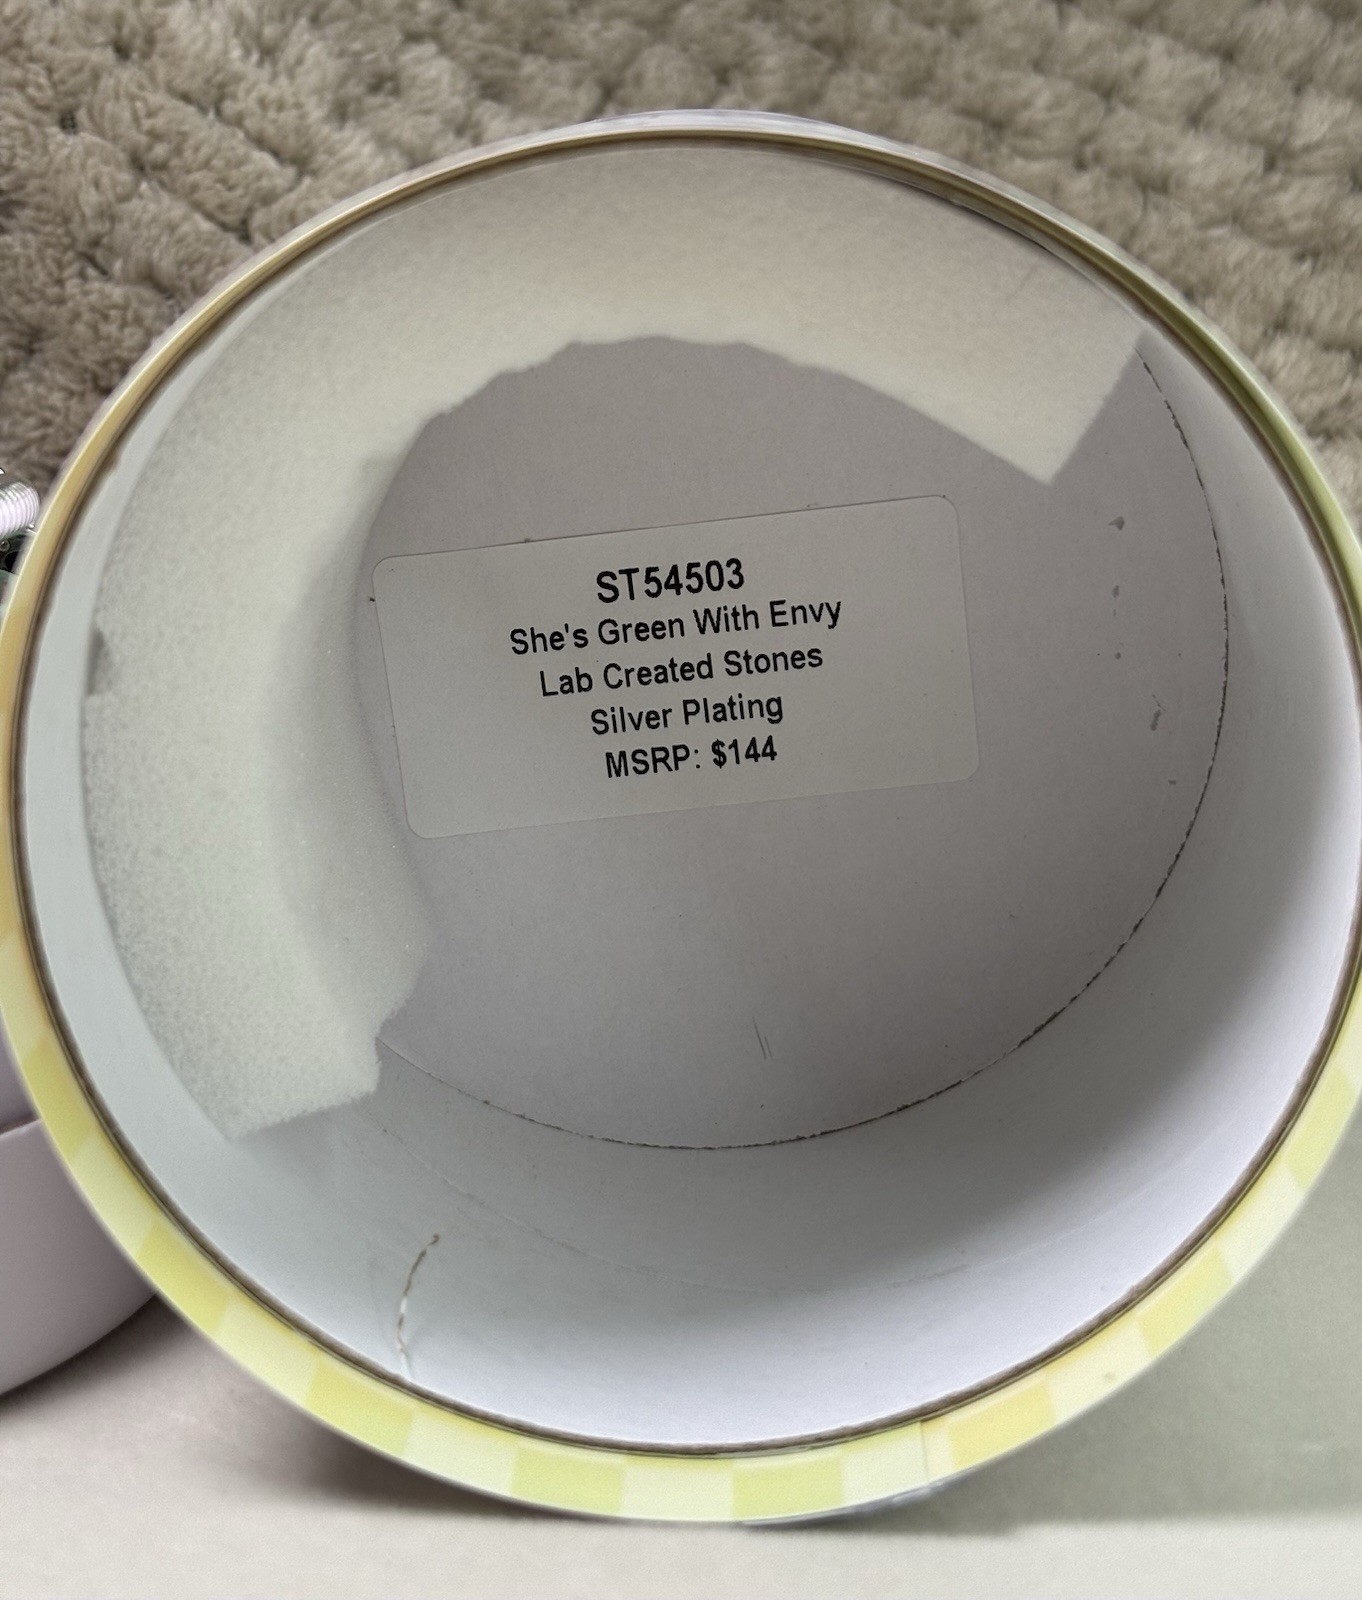 ST54503
She's Green With Envy
Lab Created Stones
Silver Plating
MSRP: $144